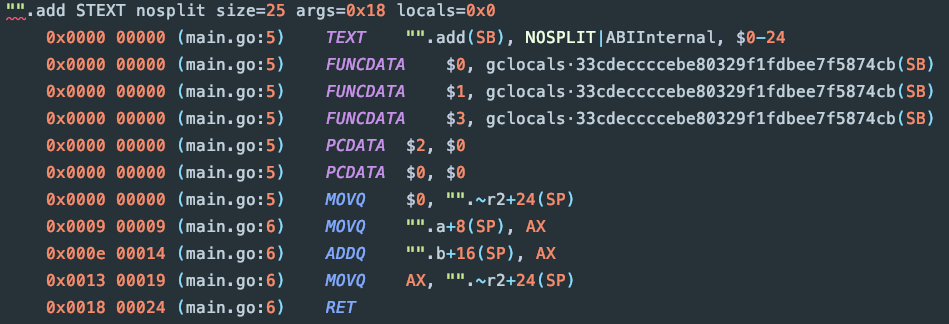 "".add STEXT nosplit size=25 args=0x18 locals=0x0
0x0000 00000 (main.go:5) TEXT "".add(SB), NOSPLIT|ABIInternal, $0-24
0x0000 00000 (main.go:5) FUNCDATA $0, gclocals·33cdeccccebe80329f1fdbee7f5874cb(SB)
0x0000 00000 (main.go:5) FUNCDATA $1, gclocals·33cdeccccebe80329f1fdbee7f5874cb(SB)
0x0000 00000 (main.go:5) FUNCDATA $3, gclocals·33cdeccccebe80329f1fdbee7f5874cb(SB)
0x0000 00000 (main.go:5) PCDATA $2, $0
0x0000 00000 (main.go:5) PCDATA $0, $0
0x0000 00000 (main.go:5) MOVQ $0, "".~r2+24(SP)
0x0009 00009 (main.go:6) MOVQ "".a+8(SP), AX
0x000e 00014 (main.go:6) ADDQ "".b+16(SP), AX
0x0013 00019 (main.go:6) MOVQ AX, "".~r2+24(SP)
0x0018 00024 (main.go:6) RET